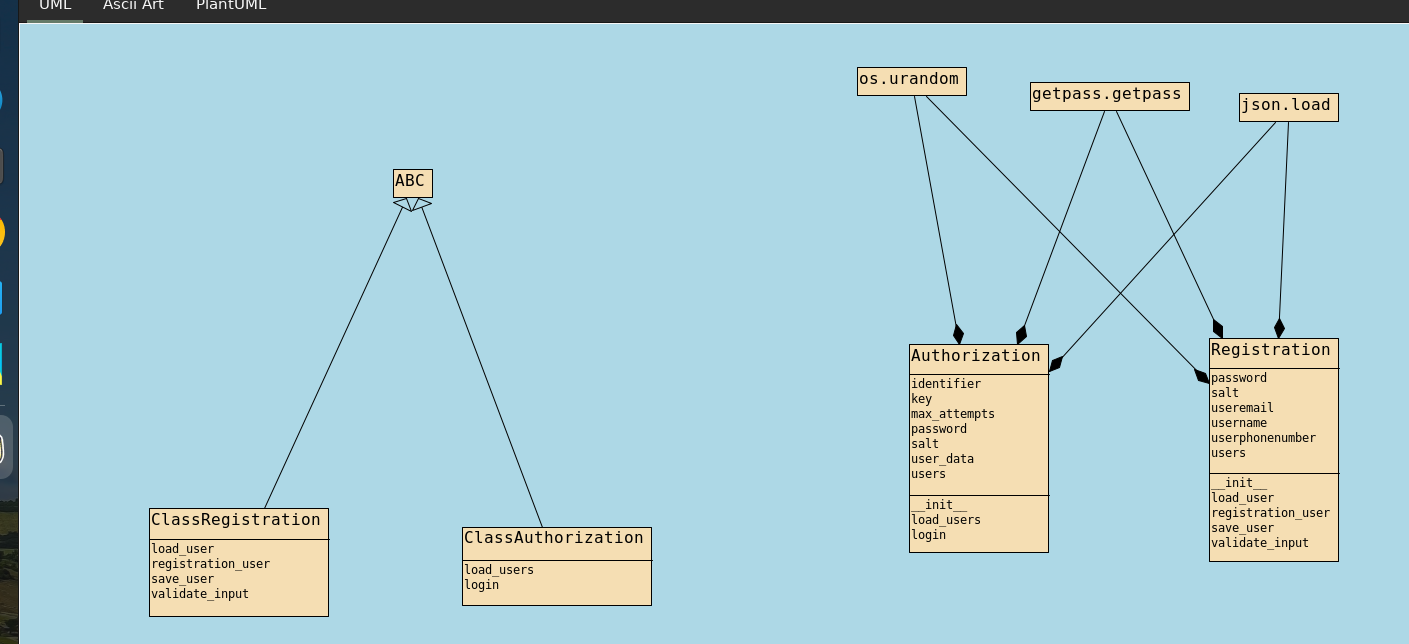 UML Ascii Art PlantUML
os.urandom
getpass.getpass
json.load
ABC
Authorization
identifier
key
max_attempts
password
salt
user_data
users
__init__
load_users
login
Registration
password
salt
useremail
username
userphonenumber
users
__init__
load_user
registration_user
save_user
validate_input
ClassRegistration
load_user
registration_user
save_user
validate_input
ClassAuthorization
load_users
login